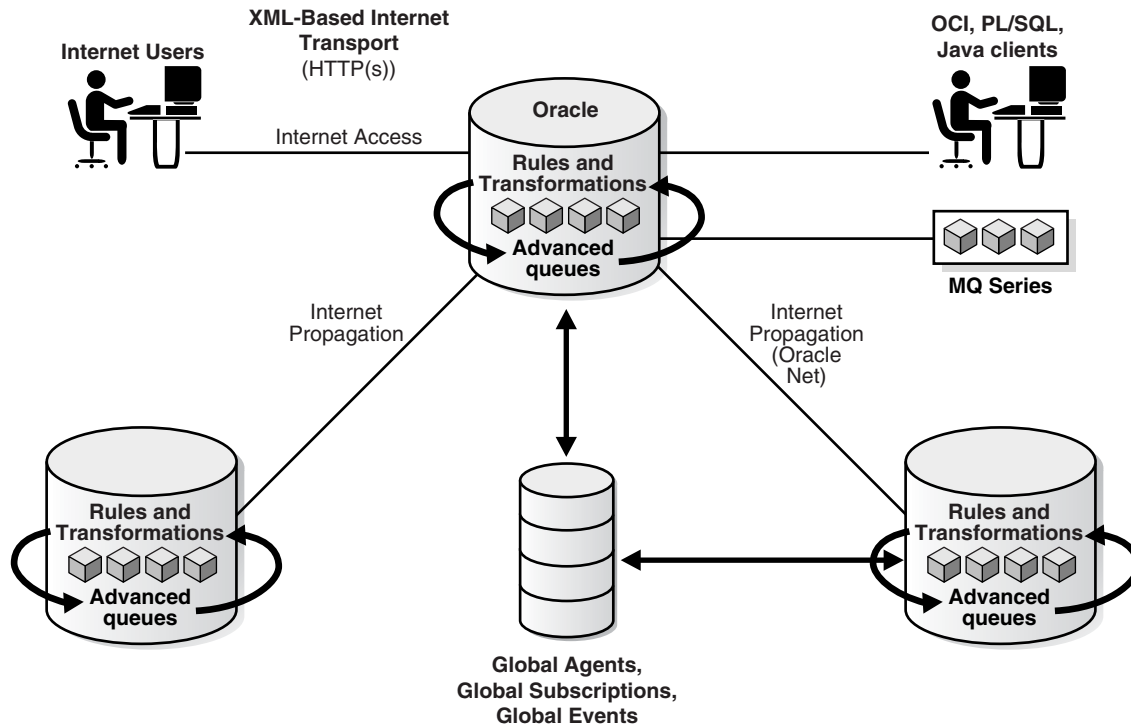 XML-Based Internet
Transport
(HTTP(s))
Internet Users
OCI, PL/SQL,
Java clients
Internet Access
Oracle
Rules and
Transformations
Advanced
queues
MQ Series
Internet
Propagation
Internet
Propagation
(Oracle
Net)
Rules and
Transformations
Advanced
queues
Rules and
Transformations
Advanced
queues
Global Agents,
Global Subscriptions,
Global Events